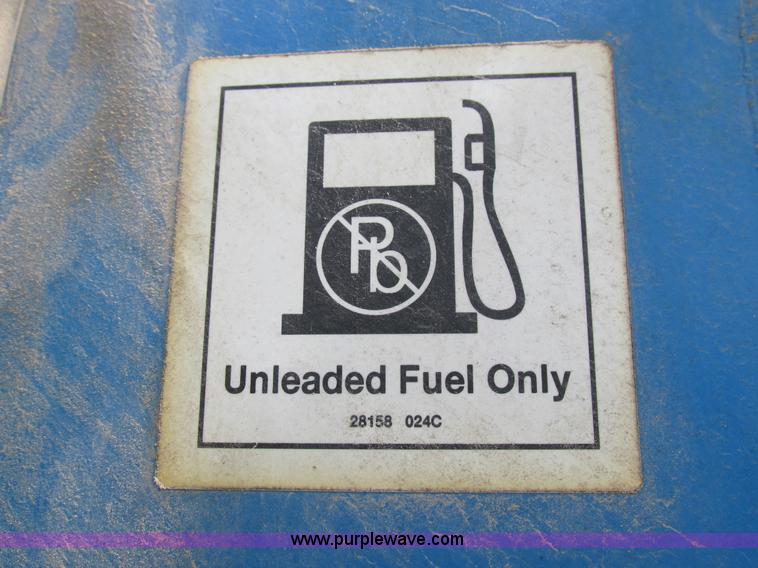 Pb
Unleaded Fuel Only
28158 024C
www.purplewave.com